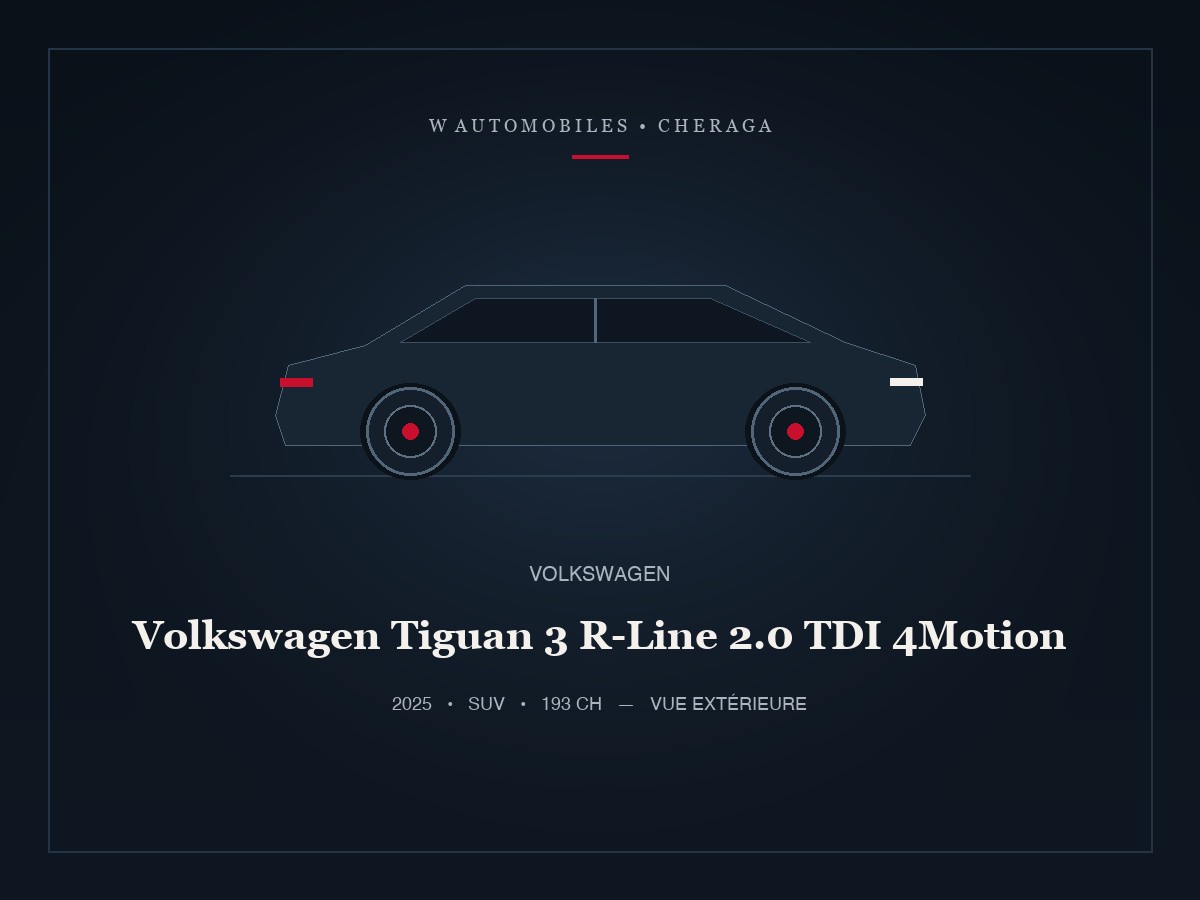 W AUTOMOBILES • CHERAGA
VOLKSWAGEN
Volkswagen Tiguan 3 R-Line 2.0 TDI 4Motion
2025 • SUV • 193 CH — VUE EXTÉRIEURE